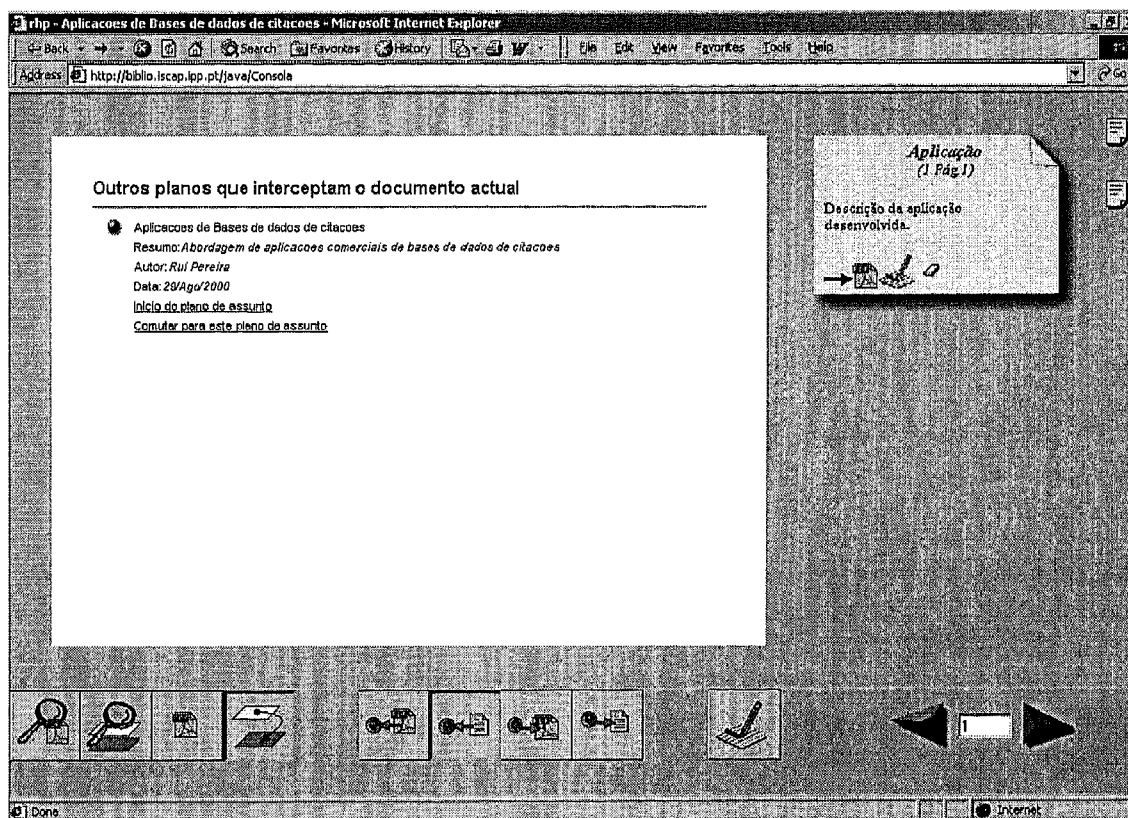 rhp - Aplicacoes de Bases de dados de citacoes - Microsoft Internet Explorer
Back Search Favorites History File Edit View Favorites Tools Help
Address http://biblio.iscap.ipp.pt/java/Consola Go
Outros planos que interceptam o documento actual
Aplicacoes de Bases de dados de citacoes
Resumo: Abordagem de aplicacoes comerciais de bases de dados de citacoes
Autor: Rui Pereira
Data: 29/Ago/2000
Inicio do plano de assunto
Comutar para este plano de assunto
Aplicação
(1 Pág 1)
Descrição da aplicação
desenvolvida.
1
Done Internet